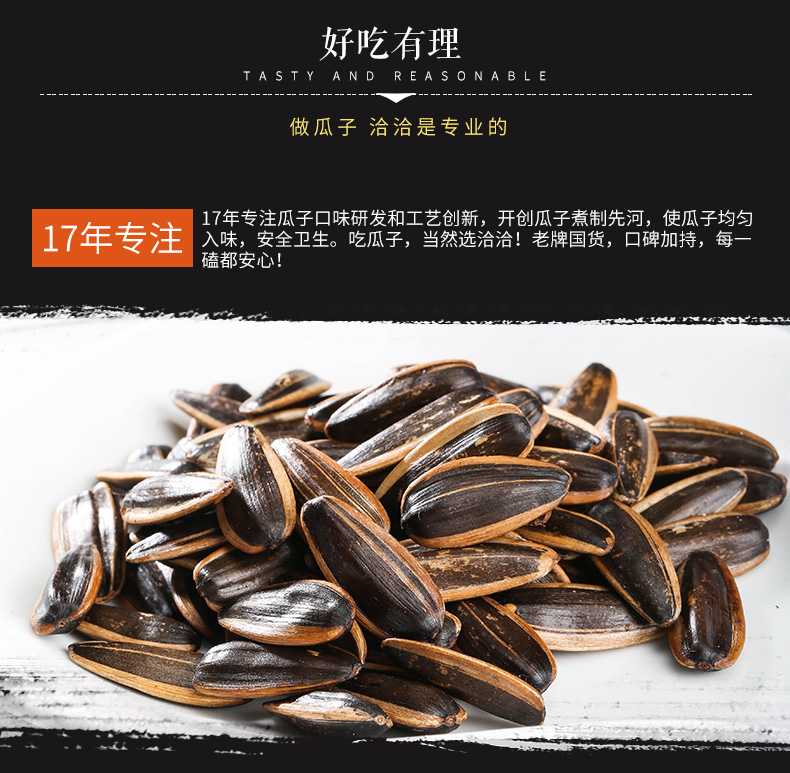 好吃有理
TASTY AND REASONABLE
做瓜子 洽洽是专业的
17年专注
17年专注瓜子口味研发和工艺创新，开创瓜子煮制先河，使瓜子均匀
入味，安全卫生。吃瓜子，当然选洽洽！老牌国货，口碑加持，每一
磕都安心！